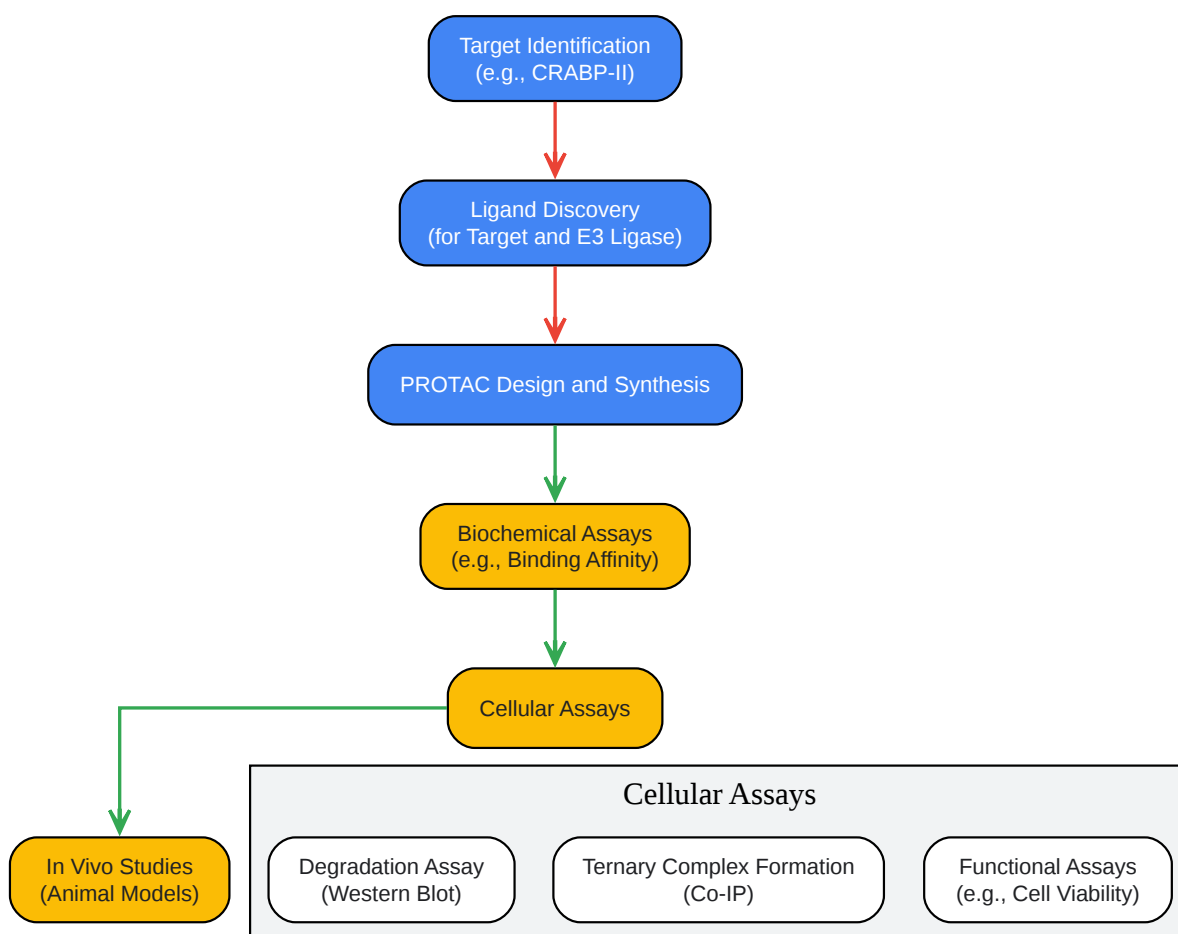 Target Identification
(e.g., CRABP-II)
Ligand Discovery
(for Target and E3 Ligase)
PROTAC Design and Synthesis
Biochemical Assays
(e.g., Binding Affinity)
Cellular Assays
Cellular Assays
In Vivo Studies
(Animal Models)
Degradation Assay
(Western Blot)
Ternary Complex Formation
(Co-IP)
Functional Assays
(e.g., Cell Viability)